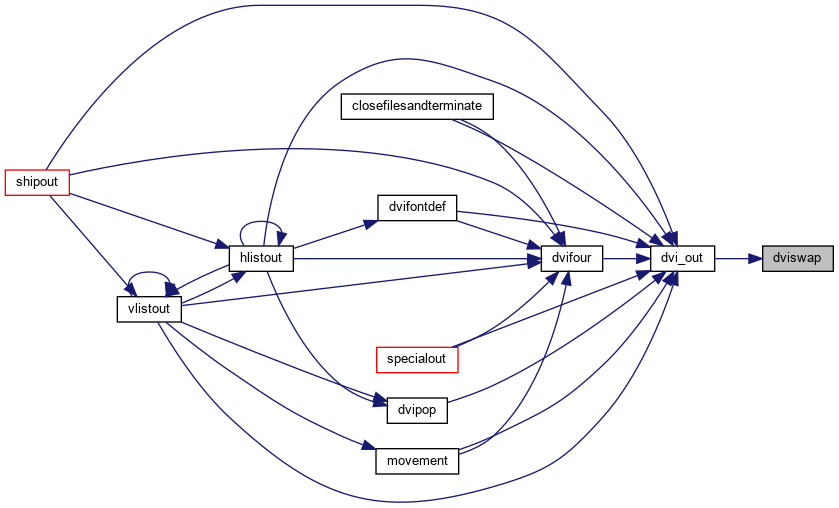 closefilesandterminate
shipout
dvifontdef
hlistout
dvifour
dvi_out
dviswap
vlistout
specialout
dvipop
movement